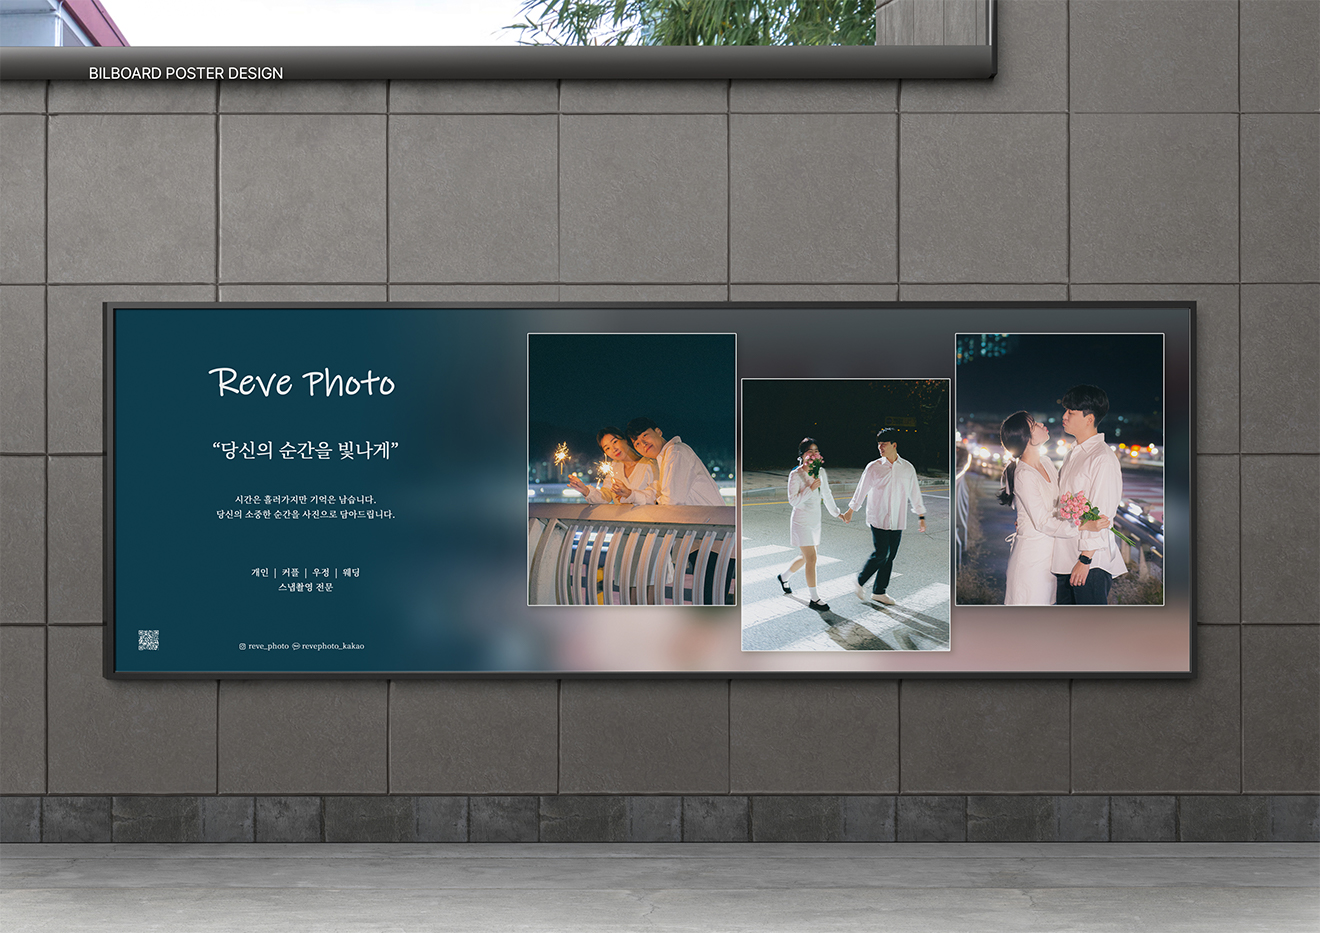 BILBOARD POSTER DESIGN
Reve Photo
“당신의 순간을 빛나게”
시간은 흘러가지만 기억은 남습니다.
당신의 소중한 순간을 사진으로 담아드립니다.
개인 | 커플 | 우정 | 웨딩
스냅촬영 전문
reve_photo revephoto_kakao